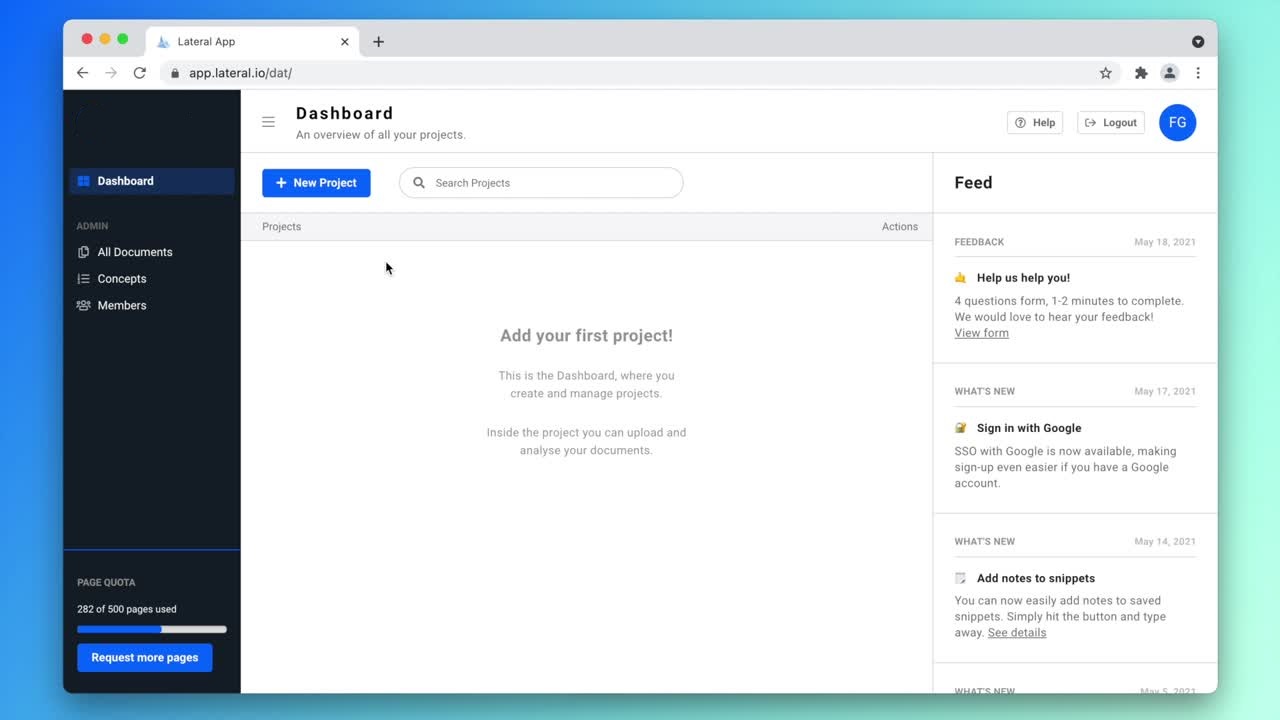 Lateral App
app.lateral.io/dat/
Dashboard
An overview of all your projects.
Help
Logout
FG
Dashboard
ADMIN
All Documents
Concepts
Members
PAGE QUOTA
282 of 500 pages used
Request more pages
New Project
Search Projects
Projects
Actions
Add your first project!
This is the Dashboard, where you
create and manage projects.
Inside the project you can upload and
analyse your documents.
Feed
FEEDBACK
May 18, 2021
Help us help you!
4 questions form, 1-2 minutes to complete.
We would love to hear your feedback!
View form
WHAT'S NEW
May 17, 2021
Sign in with Google
SSO with Google is now available, making
sign-up even easier if you have a Google
account.
WHAT'S NEW
May 14, 2021
Add notes to snippets
You can now easily add notes to saved
snippets. Simply hit the button and type
away. See details
WHAT'S NEW
May 5, 2021